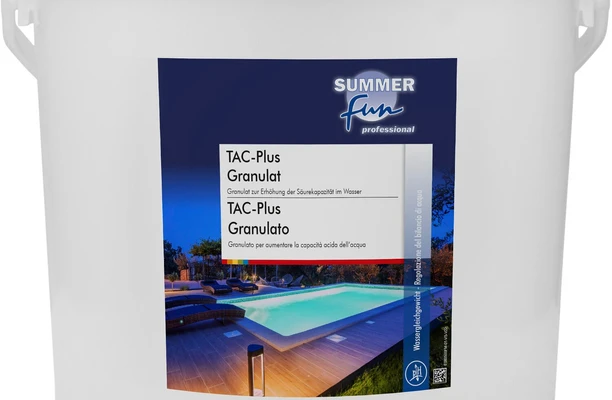 SUMMER
fun
professional
TAC-Plus
Granulat
Granulat zur Erhöhung der Säurekapazität im Wasser
TAC-Plus
Granulato
Granulato per aumentare la capacità acida dell'acqua
Wassergleichgewicht · Regolazione del bilancio di acqua